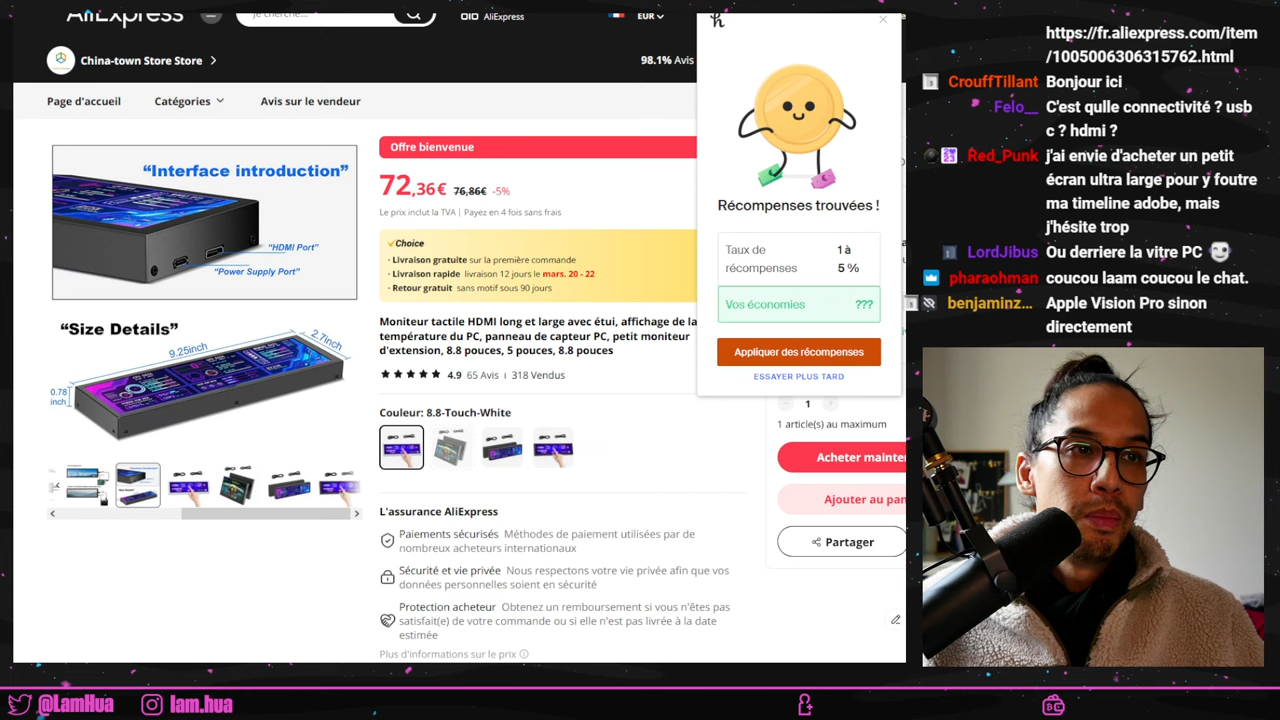 AliExpress
Je cherche...
AliExpress
EUR
China-town Store Store
98.1% Avis
Page d'accueil
Catégories
Avis sur le vendeur
“Interface introduction”
“HDMI Port”
“Power Supply Port”
“Size Details”
9.25inch
2.7inch
0.78
inch
Offre bienvenue
72,36€ 76,86€ -5%
Le prix inclut la TVA | Payez en 4 fois sans frais
Choice
· Livraison gratuite sur la première commande
· Livraison rapide livraison 12 jours le mars. 20 - 22
· Retour gratuit sans motif sous 90 jours
Moniteur tactile HDMI long et large avec étui, affichage de la
température du PC, panneau de capteur PC, petit moniteur
d'extension, 8.8 pouces, 5 pouces, 8.8 pouces
4.9 65 Avis 318 Vendus
Couleur: 8.8-Touch-White
L'assurance AliExpress
Paiements sécurisés Méthodes de paiement utilisées par de
nombreux acheteurs internationaux
Sécurité et vie privée Nous respectons votre vie privée afin que vos
données personnelles soient en sécurité
Protection acheteur Obtenez un remboursement si vous n'êtes pas
satisfait(e) de votre commande ou si elle n'est pas livrée à la date
estimée
Plus d'informations sur le prix
Récompenses trouvées !
Taux de
récompenses
1 à
5 %
Vos économies ???
Appliquer des récompenses
ESSAYER PLUS TARD
- 1 +
1 article(s) au maximum
Acheter mainte
Ajouter au pan
Partager
https://fr.aliexpress.com/item
/1005006306315762.html
CrouffTillant Bonjour ici
Felo__ C'est qulle connectivité ? usb
c ? hdmi ?
Red_Punk j'ai envie d'acheter un petit
écran ultra large pour y foutre
ma timeline adobe, mais
j'hésite trop
LordJibus Ou derriere la vitre PC
pharaohman coucou laam coucou le chat.
benjaminz... Apple Vision Pro sinon
directement
@LamHua
lam.hua